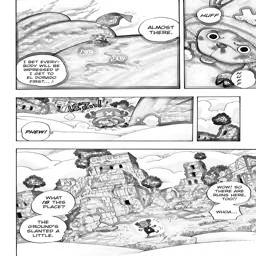 ALMOST
THERE.
HUFF
I BET EVERY-
BODY WILL BE
IMPRESSED IF
I GET TO
EL DORADO
FIRST...!
PHEW!
WHAT
IS THIS
PLACE?
THE
GROUND'S
SLANTED A
LITTLE.
WOW! SO
THERE ARE
RUINS HERE,
TOO!!
WHOA...